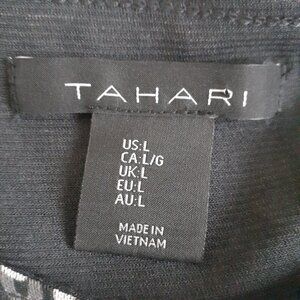 TAHARI
US:L
CA:L/G
UK:L
EU:L
AU:L
MADE IN
VIETNAM